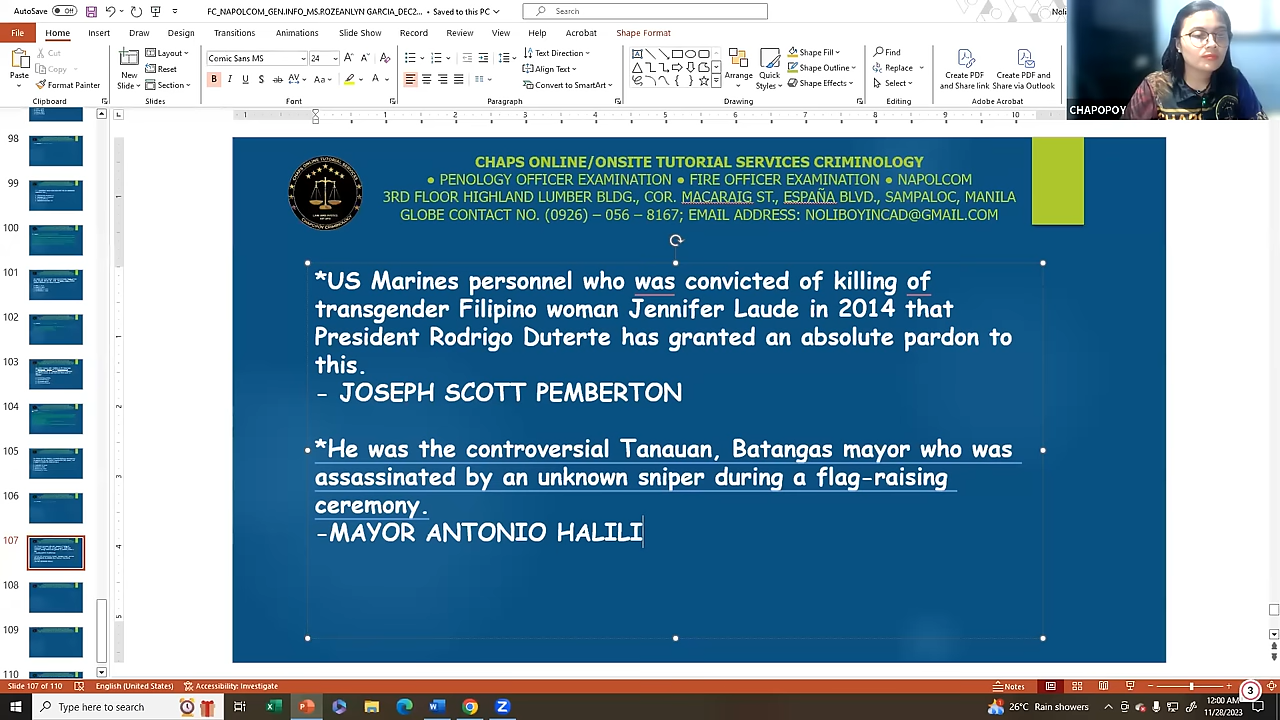 AutoSave
Off
FC_NAPOLCOM_GEN.INFO_MS.ROZEANLYN GARCIA_DEC2... • Saved to this PC
Search
File
Home
Insert
Draw
Design
Transitions
Animations
Slide Show
Record
Review
View
Help
Acrobat
Shape Format
Paste
Cut
Copy
Format Painter
Clipboard
New Slide
Layout
Reset
Section
Slides
Comic Sans MS
24
Font
Paragraph
Text Direction
Align Text
Convert to SmartArt
Arrange
Quick Styles
Shape Fill
Shape Outline
Shape Effects
Drawing
Find
Replace
Select
Editing
Create PDF and Share link
Create PDF and Share via Outlook
Adobe Acrobat
CHAPOPOY
98
99
100
101
102
103
104
105
106
107
108
109
110
CHAPS ONLINE/ONSITE TUTORIAL SERVICES CRIMINOLOGY
● PENOLOGY OFFICER EXAMINATION ● FIRE OFFICER EXAMINATION ● NAPOLCOM
3RD FLOOR HIGHLAND LUMBER BLDG., COR. MACARAIG ST., ESPAÑA BLVD., SAMPALOC, MANILA
GLOBE CONTACT NO. (0926) – 056 – 8167; EMAIL ADDRESS: NOLIBOYINCAD@GMAIL.COM
*US Marines personnel who was convicted of killing of
transgender Filipino woman Jennifer Laude in 2014 that
President Rodrigo Duterte has granted an absolute pardon to
this.
- JOSEPH SCOTT PEMBERTON
*He was the controversial Tanauan, Batangas mayor who was
assassinated by an unknown sniper during a flag-raising
ceremony.
-MAYOR ANTONIO HALILI
Slide 107 of 110
English (United States)
Accessibility: Investigate
Notes
Type here to search
26°C Rain showers
12:00 AM
11/28/2023
3